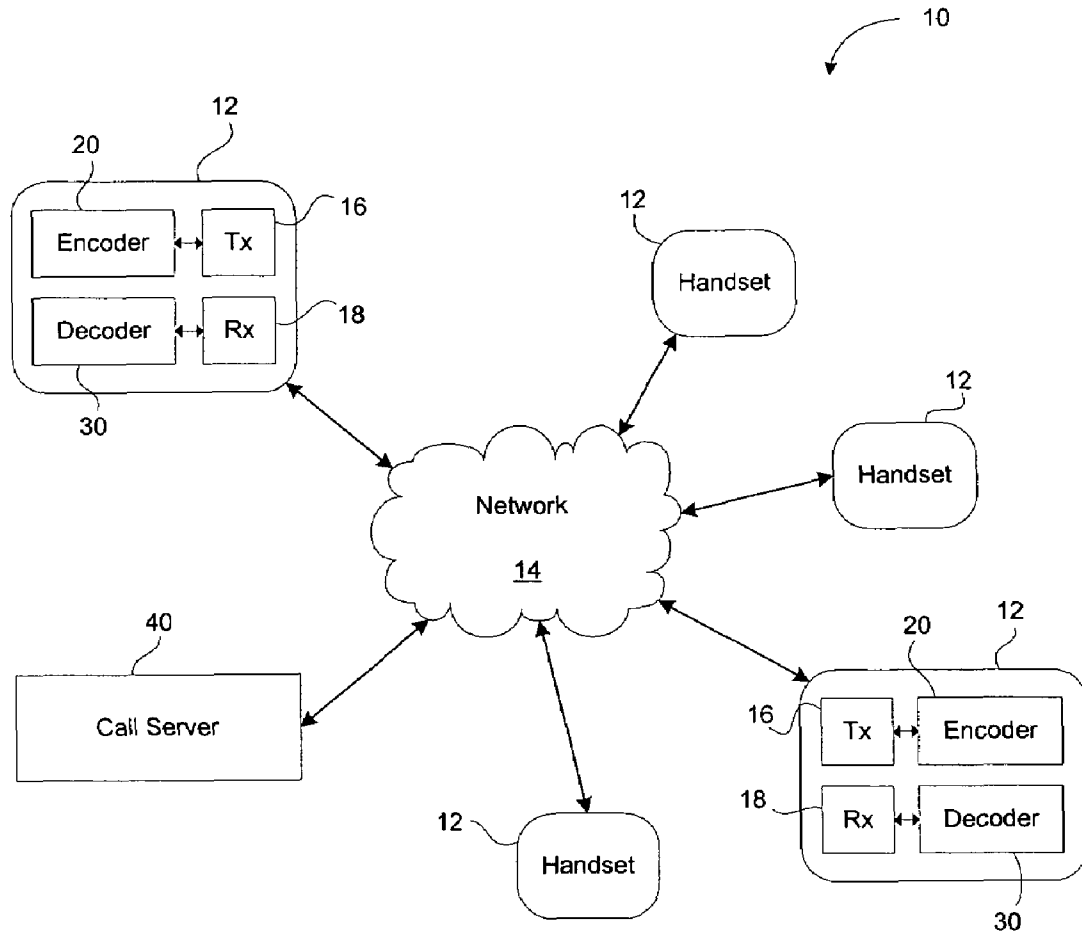 10
12
20
16
Encoder
Tx
Decoder
Rx
18
30
12
Handset
12
Handset
Network
14
40
Call Server
12
Handset
12
20
16
Tx
Encoder
18
Rx
Decoder
30